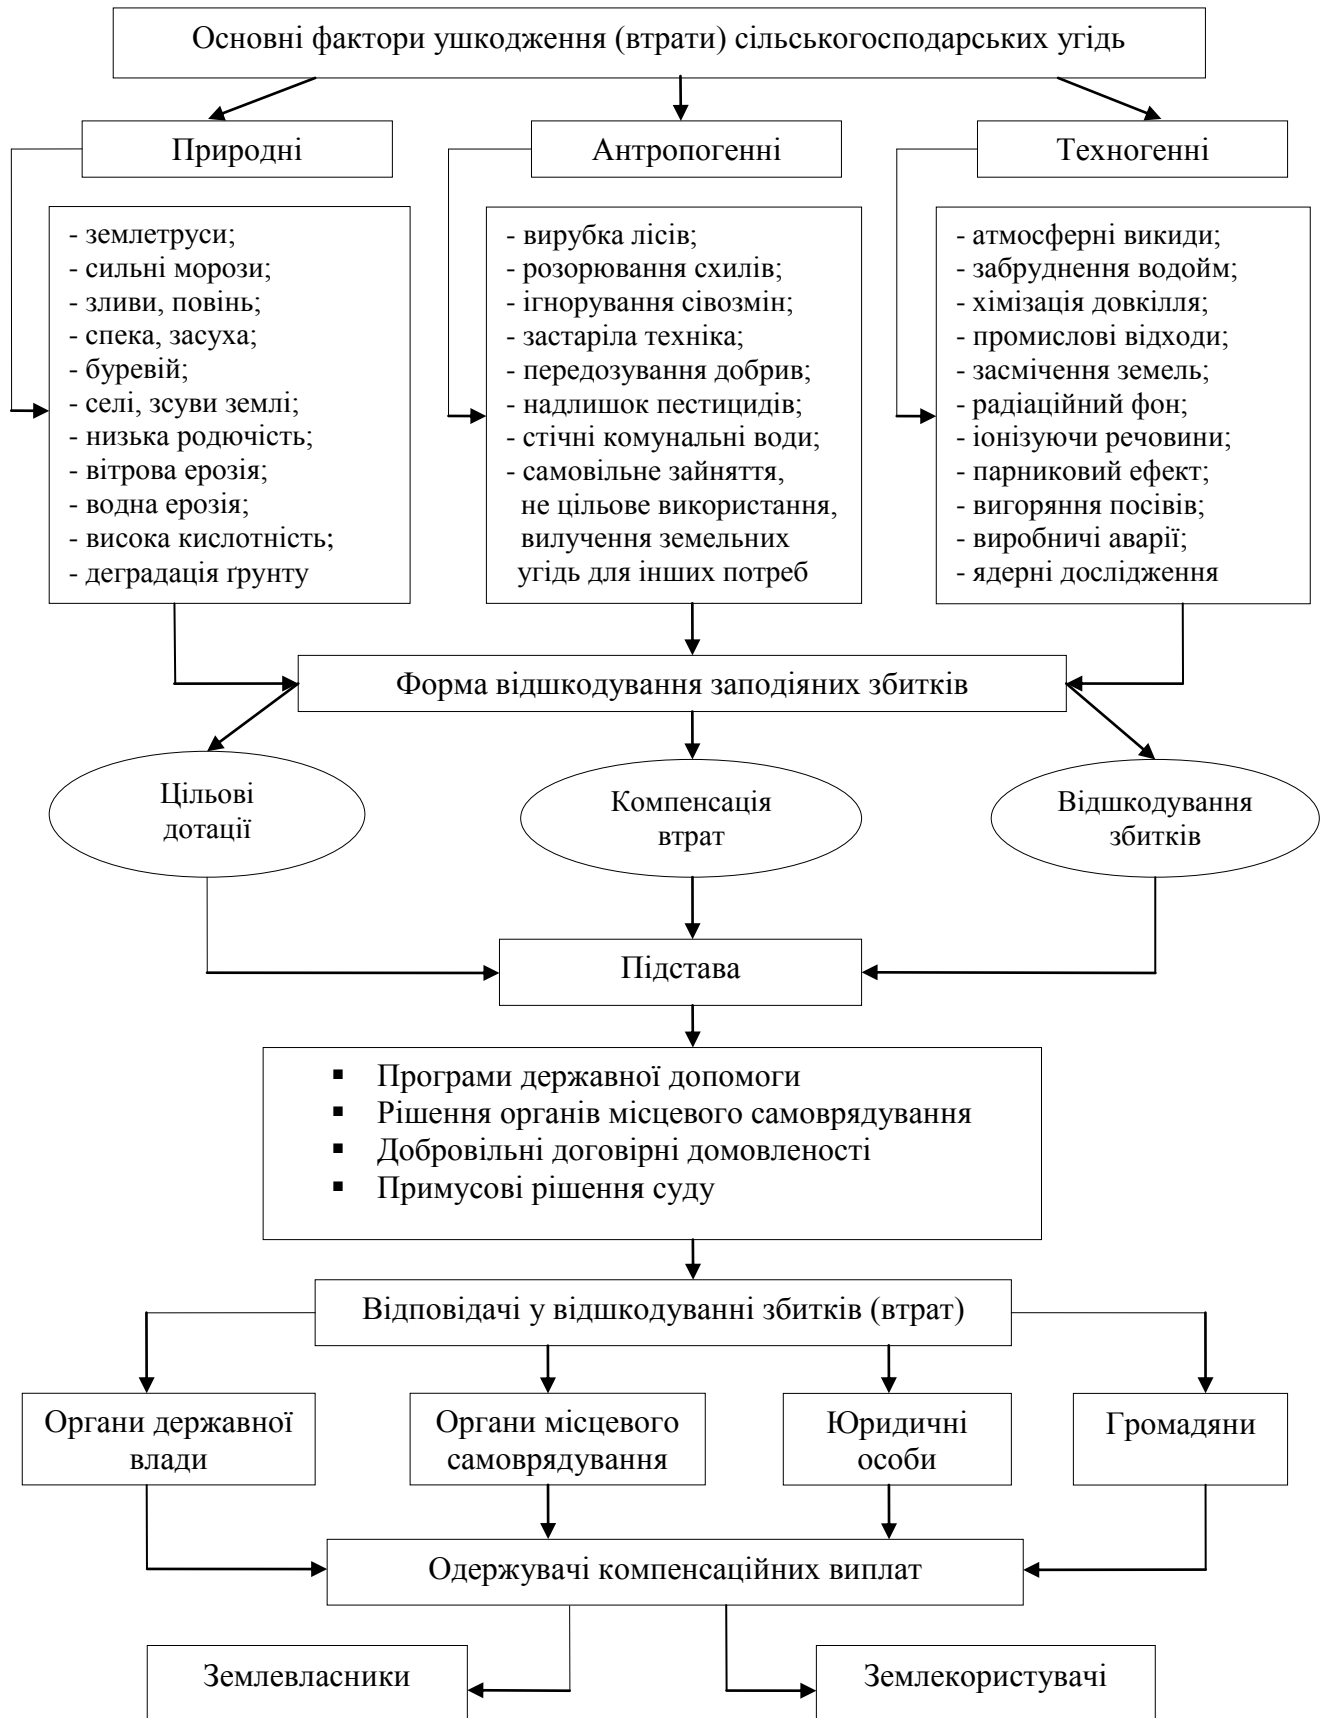 Основні фактори ушкодження (втрати) сільськогосподарських угідь
Природні
Антропогенні
Техногенні
- землетруси;
- сильні морози;
- зливи, повінь;
- спека, засуха;
- буревій;
- селі, зсуви землі;
- низька родючість;
- вітрова ерозія;
- водна ерозія;
- висока кислотність;
- деградація ґрунту
- вирубка лісів;
- розорювання схилів;
- ігнорування сівозмін;
- застаріла техніка;
- передозування добрив;
- надлишок пестицидів;
- стічні комунальні води;
- самовільне зайняття,
не цільове використання,
вилучення земельних
угідь для інших потреб
- атмосферні викиди;
- забруднення водойм;
- хімізація довкілля;
- промислові відходи;
- засмічення земель;
- радіаційний фон;
- іонізуючи речовини;
- парниковий ефект;
- вигоряння посівів;
- виробничі аварії;
- ядерні дослідження
Форма відшкодування заподіяних збитків
Цільові
дотації
Компенсація
втрат
Відшкодування
збитків
Підстава
▪ Програми державної допомоги
▪ Рішення органів місцевого самоврядування
▪ Добровільні договірні домовленості
▪ Примусові рішення суду
Відповідачі у відшкодуванні збитків (втрат)
Органи державної
влади
Органи місцевого
самоврядування
Юридичні
особи
Громадяни
Одержувачі компенсаційних виплат
Землевласники
Землекористувачі